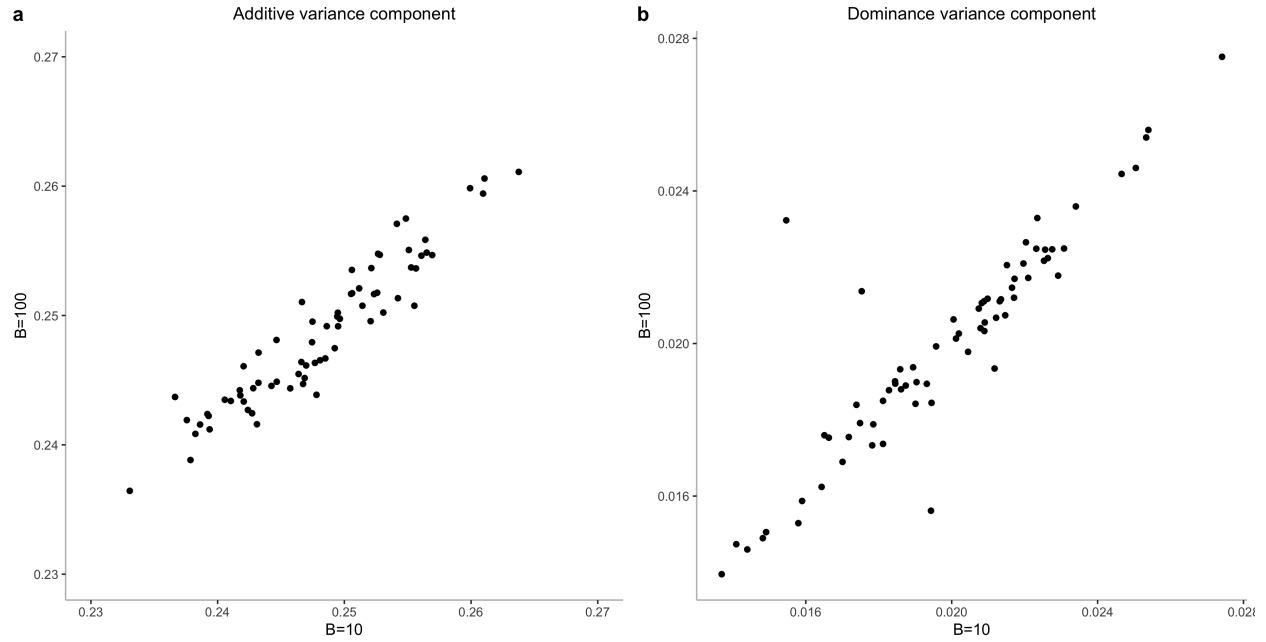 a Additive variance component
0.27
0.26
0.25
0.24
0.23
B=100
0.23 0.24 0.25 0.26 0.27
B=10
b Dominance variance component
0.028
0.024
0.020
0.016
B=100
0.016 0.020 0.024 0.028
B=10